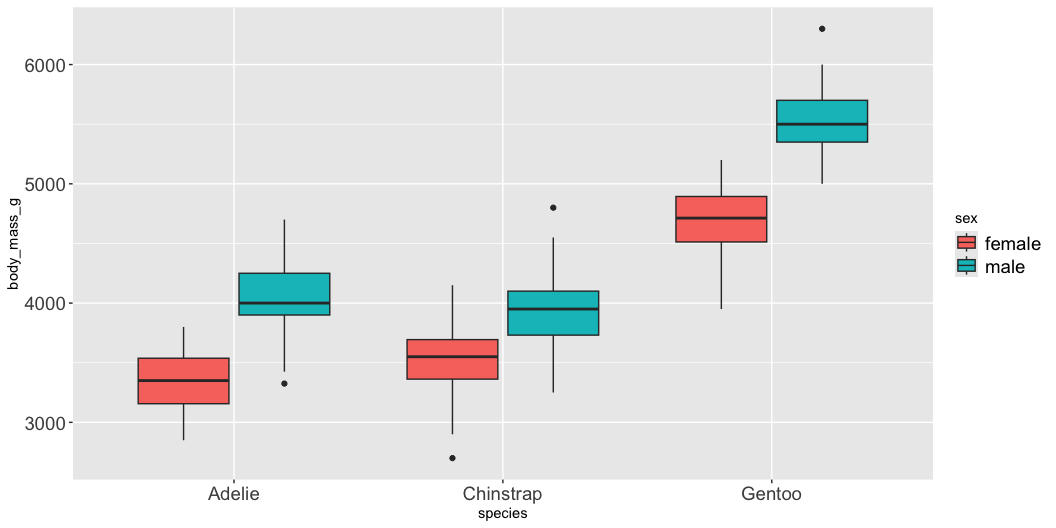 6000
5000
4000
3000
body_mass_g
Adelie
Chinstrap
Gentoo
species
sex
female
male